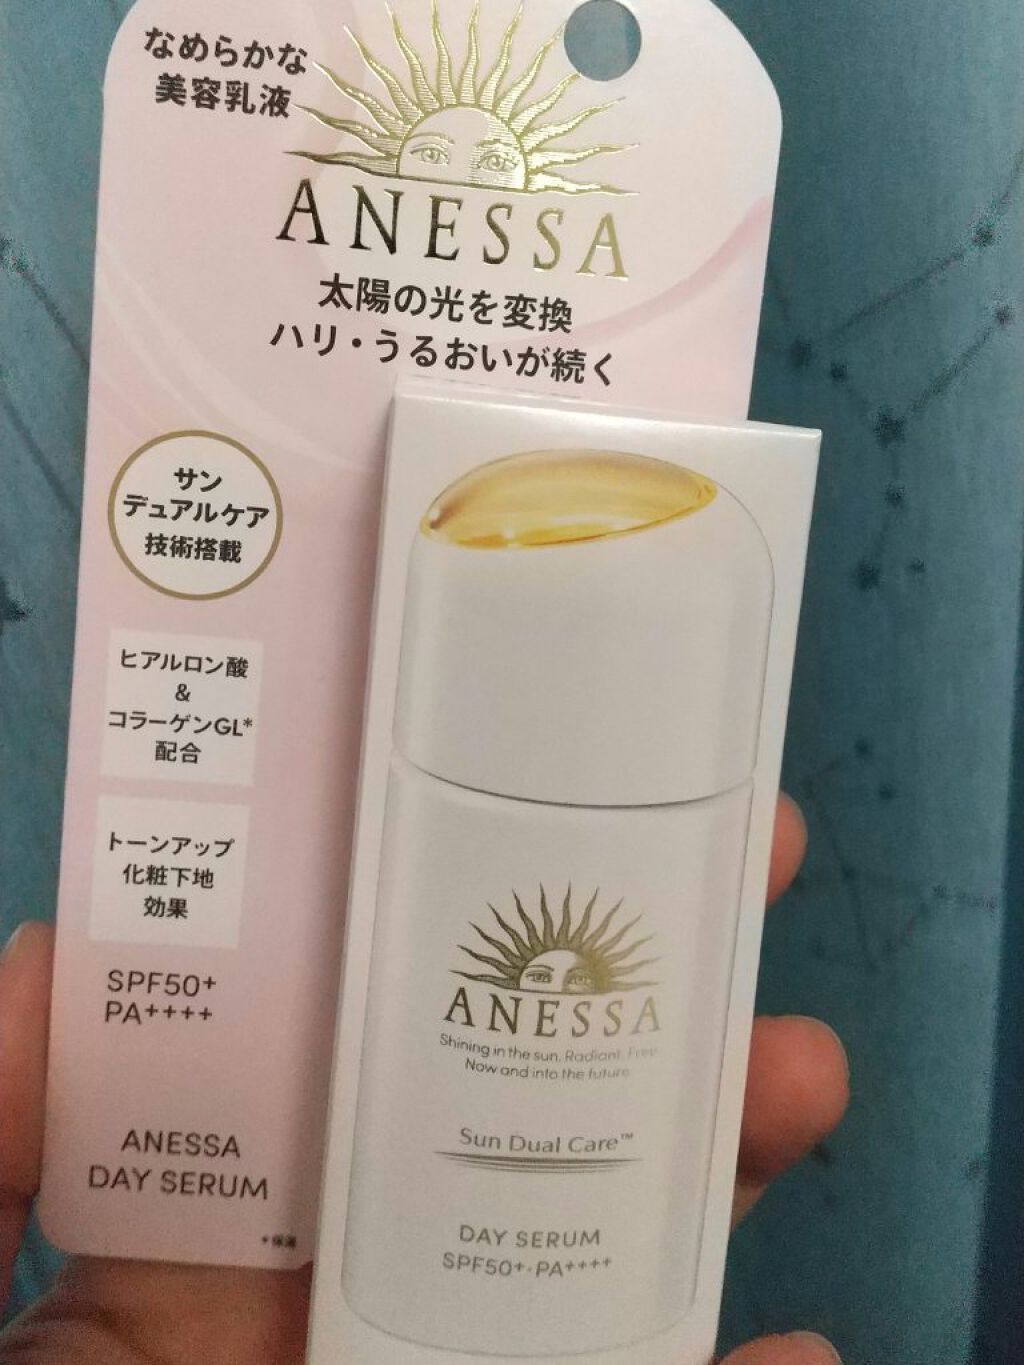 なめらかな
美容乳液
ANESSA
太陽の光を変換
ハリ・うるおいが続く
サン
デュアルケア
技術搭載
ヒアルロン酸
&
コラーゲンGL*
配合
トーンアップ
化粧下地
効果
SPF50+
PA++++
ANESSA
DAY SERUM
*保湿
ANESSA
Shining in the sun. Radiant. Free.
Now and into the future.
Sun Dual Care™
DAY SERUM
SPF50+・PA++++